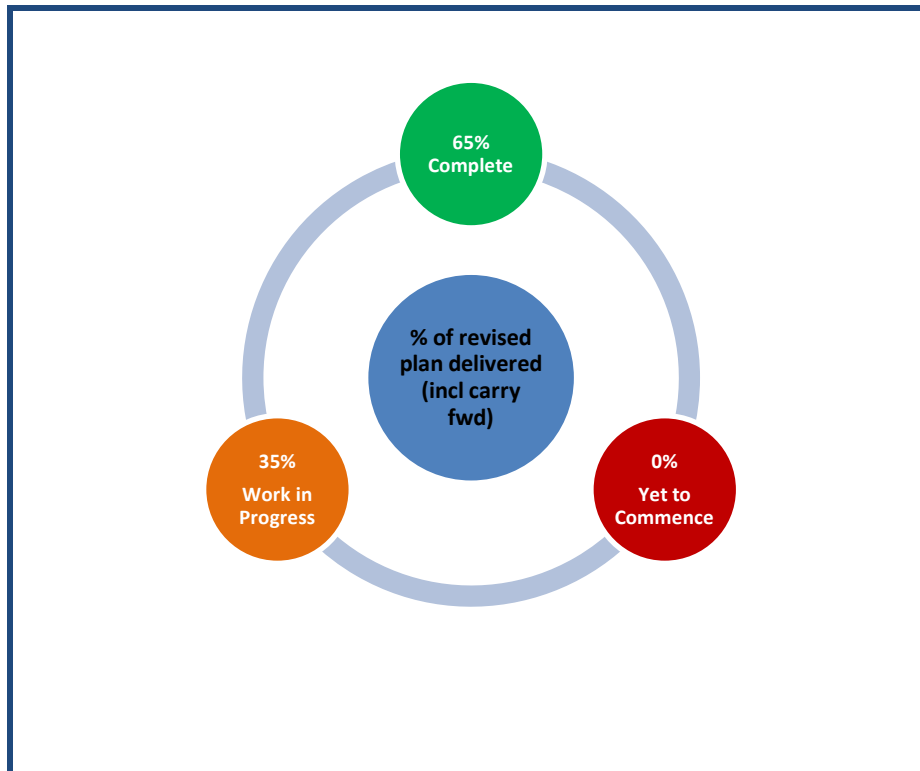 65%
Complete
% of revised
plan delivered
(incl carry
fwd)
35%
Work in
Progress
0%
Yet to
Commence